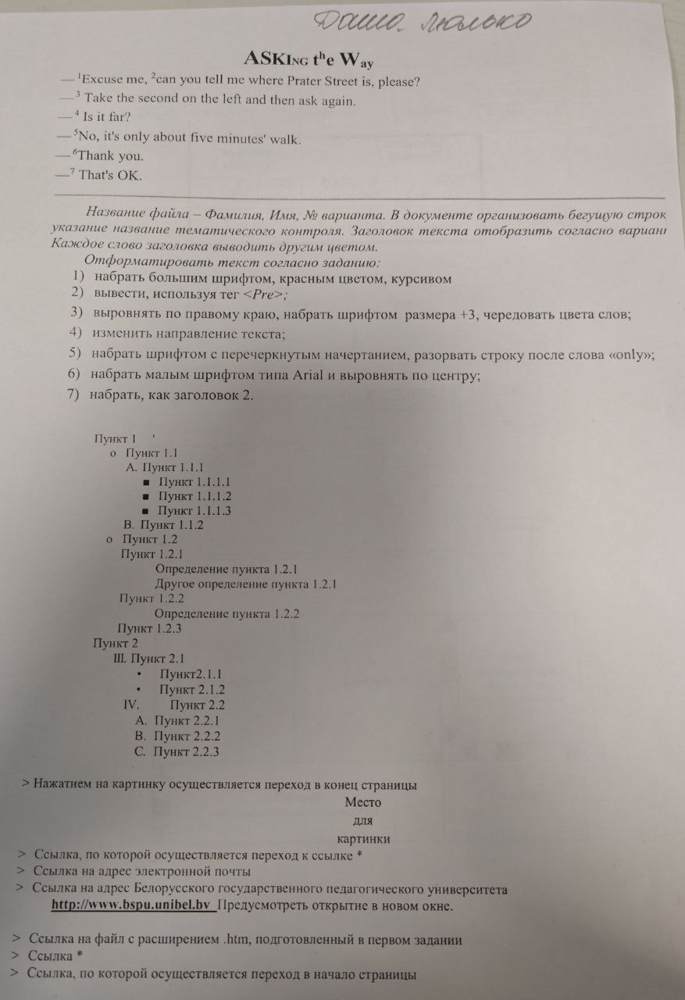 Даша Люлько
ASKING the Way
— ¹Excuse me, ²can you tell me where Prater Street is, please?
—³ Take the second on the left and then ask again.
—⁴ Is it far?
—⁵No, it's only about five minutes' walk.
—⁶Thank you.
—⁷ That's OK.
Название файла – Фамилия, Имя, № варианта. В документе организовать бегущую строк
указание название тематического контроля. Заголовок текста отобразить согласно вариант
Каждое слово заголовка выводить другим цветом.
Отформатировать текст согласно заданию:
1) набрать большим шрифтом, красным цветом, курсивом
2) вывести, используя тег <Pre>;
3) выровнять по правому краю, набрать шрифтом размера +3, чередовать цвета слов;
4) изменить направление текста;
5) набрать шрифтом с перечеркнутым начертанием, разорвать строку после слова «only»;
6) набрать малым шрифтом типа Arial и выровнять по центру;
7) набрать, как заголовок 2.
Пункт 1
o Пункт 1.1
A. Пункт 1.1.1
▪ Пункт 1.1.1.1
▪ Пункт 1.1.1.2
▪ Пункт 1.1.1.3
B. Пункт 1.1.2
o Пункт 1.2
Пункт 1.2.1
Определение пункта 1.2.1
Другое определение пункта 1.2.1
Пункт 1.2.2
Определение пункта 1.2.2
Пункт 1.2.3
Пункт 2
III. Пункт 2.1
• Пункт2.1.1
• Пункт 2.1.2
IV. Пункт 2.2
A. Пункт 2.2.1
B. Пункт 2.2.2
C. Пункт 2.2.3
> Нажатием на картинку осуществляется переход в конец страницы
Место
для
картинки
> Ссылка, по которой осуществляется переход к ссылке *
> Ссылка на адрес электронной почты
> Ссылка на адрес Белорусского государственного педагогического университета
http://www.bspu.unibel.by Предусмотреть открытие в новом окне.
> Ссылка на файл с расширением .htm, подготовленный в первом задании
> Ссылка *
> Ссылка, по которой осуществляется переход в начало страницы